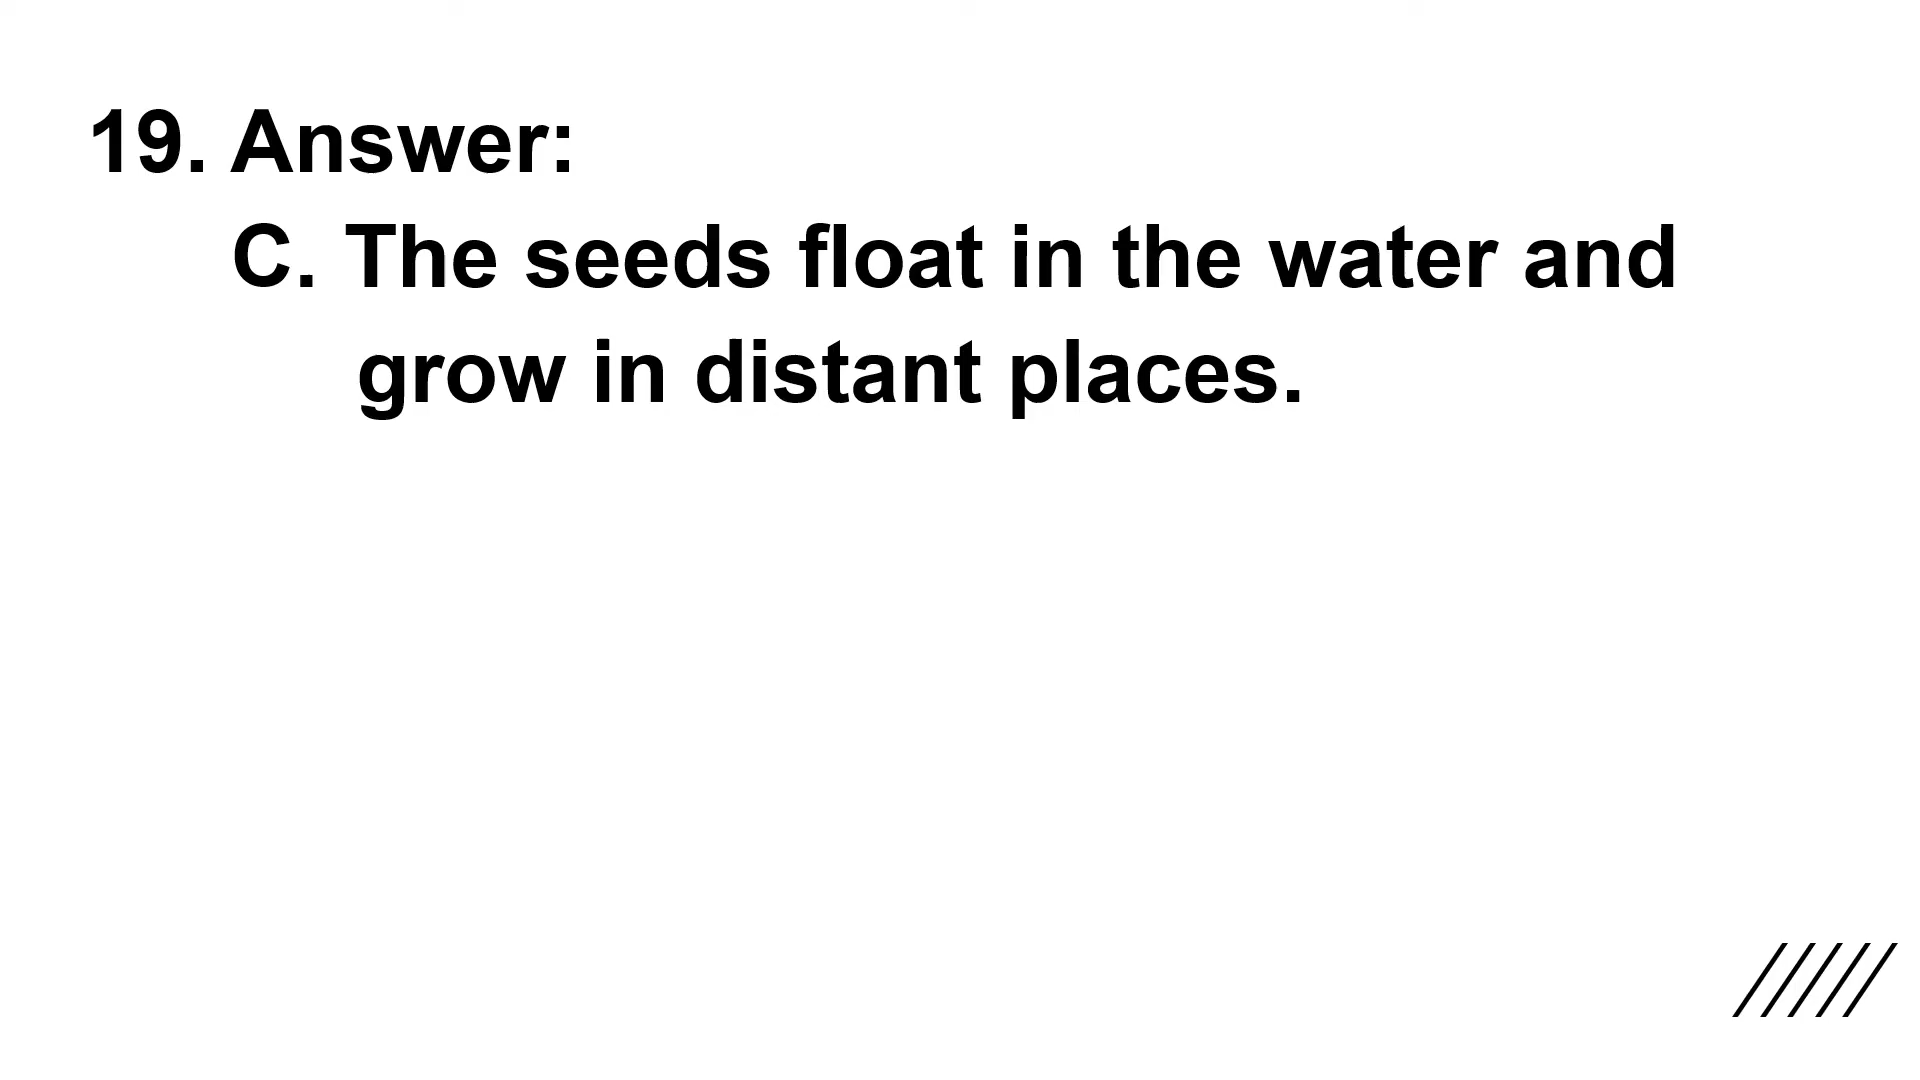 19. Answer:
C. The seeds float in the water and
grow in distant places.